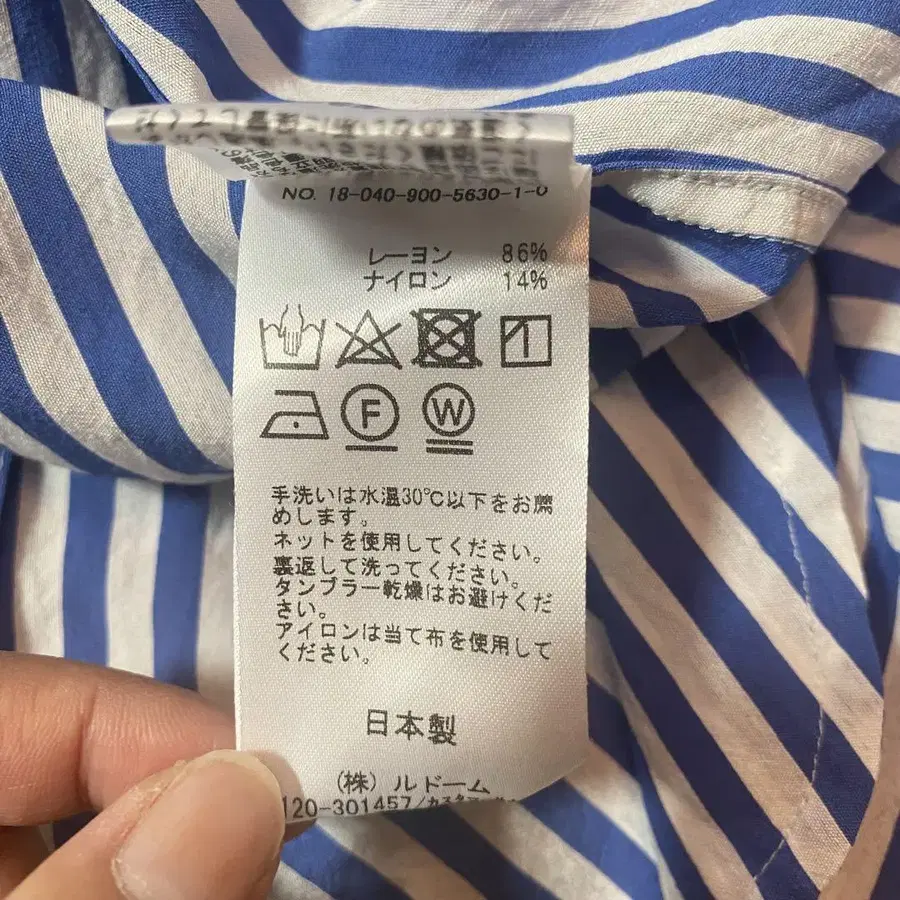 NO. 18-040-900-5630-1-0
レーヨン 86%
ナイロン 14%
F W
手洗いは水温30℃以下をお薦
めします。
ネットを使用してください。
裏返して洗ってください。
タンブラー乾燥はお避けくだ
さい。
アイロンは当て布を使用して
ください。
日本製
(株) ルドーム
120-301457/カスタマー